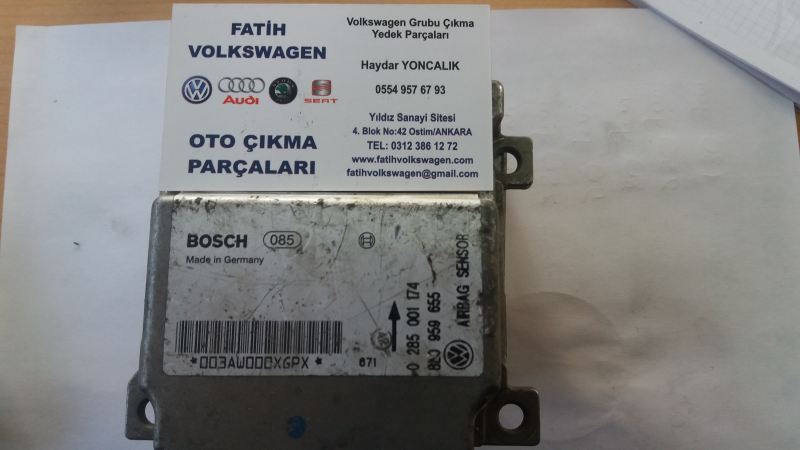 FATİH
VOLKSWAGEN
Audi
SEAT
OTO ÇIKMA
PARÇALARI
Volkswagen Grubu Çıkma
Yedek Parçaları
Haydar YONCALIK
0554 957 67 93
Yıldız Sanayi Sitesi
4. Blok No:42 Ostim/ANKARA
TEL: 0312 386 12 72
www.fatihvolkswagen.com
fatihvolkswagen@gmail.com
BOSCH 085
Made in Germany
*003AW000XGPX*
671
0 285 001 174
8L0 959 655
AIRBAG SENSOR